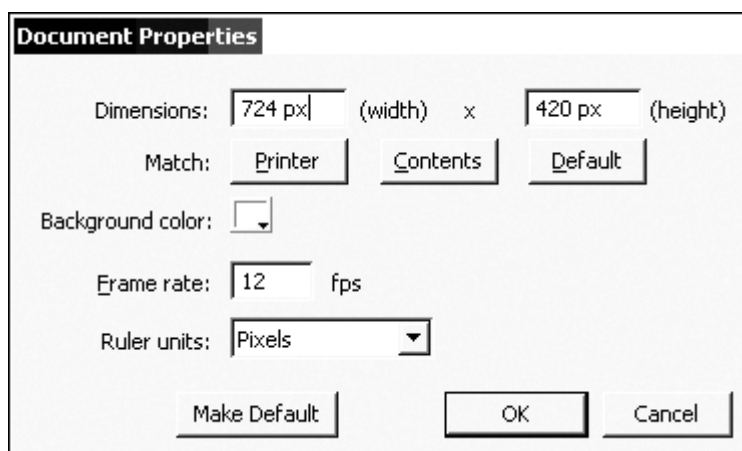 Document Properties
Dimensions: 724 px (width) x 420 px (height)
Match: Printer Contents Default
Background color:
Frame rate: 12 fps
Ruler units: Pixels
Make Default OK Cancel